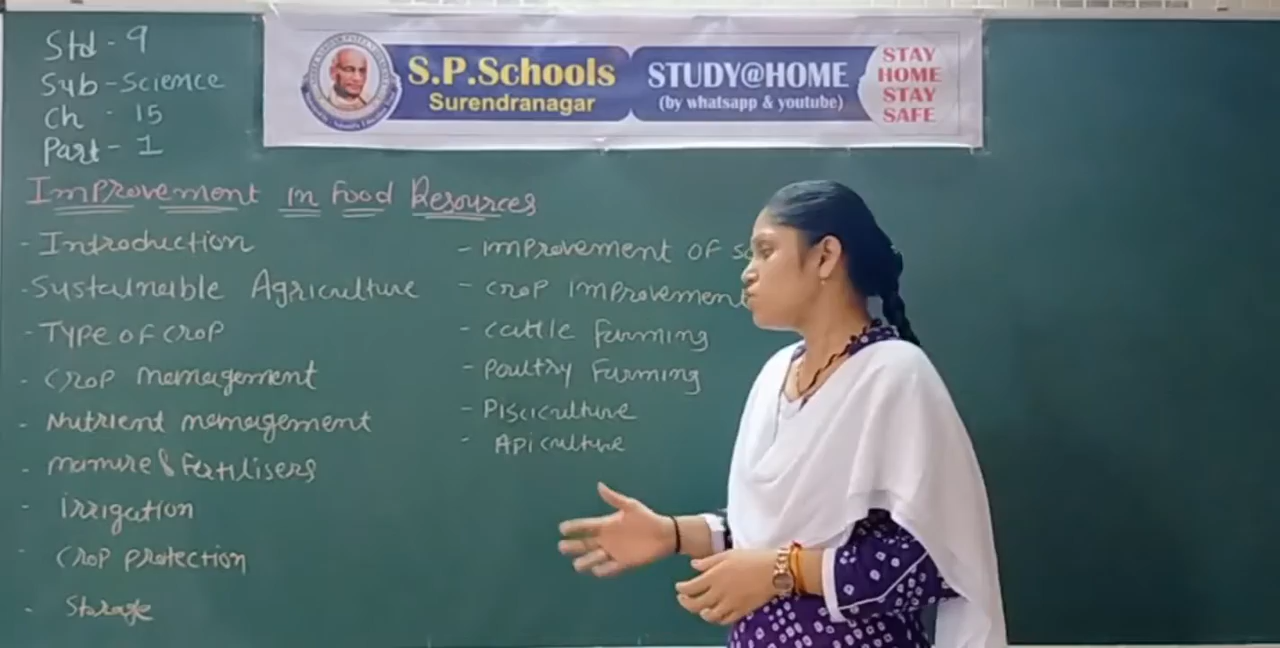 Std - 9
Sub - Science
Ch - 15
Part - 1
S.P.Schools
Surendranagar
STUDY@HOME
(by whatsapp & youtube)
STAY
HOME
STAY
SAFE
Improvement in Food Resources
- Introduction
- Sustainable Agriculture
- Type of crop
- Crop Memagement
- Nutrient memagement
- Manure & Fertilisers
- Irrigation
- Crop protection
- Storage
- Improvement of
- Crop Improvement
- Cattle Farming
- Poultry Farming
- Pisciculture
- Apiculture